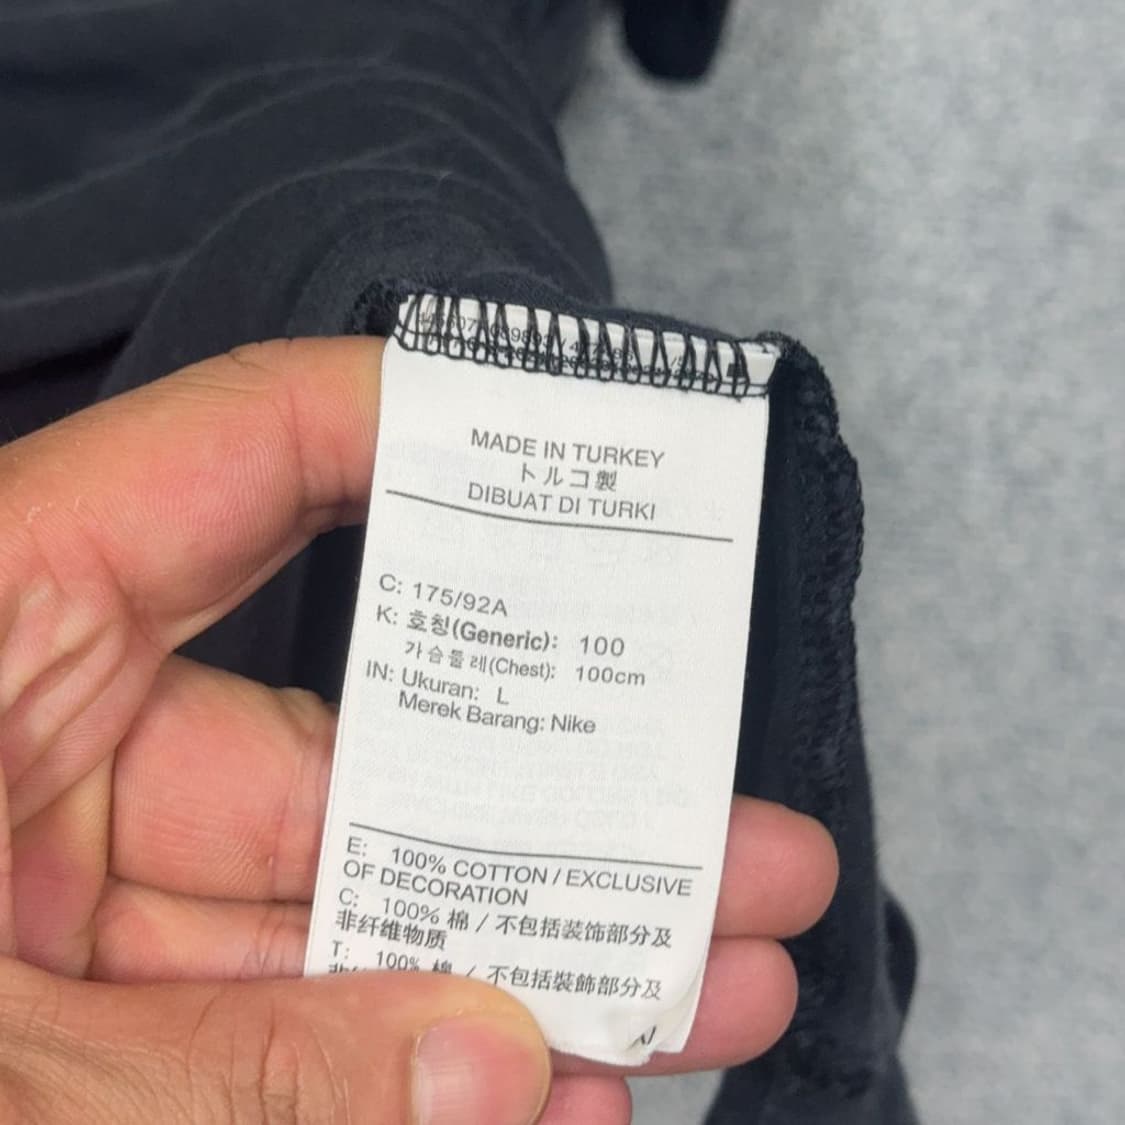 MADE IN TURKEY
トルコ製
DIBUAT DI TURKI
C: 175/92A
K: 호칭(Generic): 100
가슴둘레(Chest): 100cm
IN: Ukuran: L
Merek Barang: Nike
E: 100% COTTON / EXCLUSIVE
OF DECORATION
C: 100% 棉 / 不包括装饰部分及
非纤维物质
T: 100% 棉 / 不包括裝飾部分及